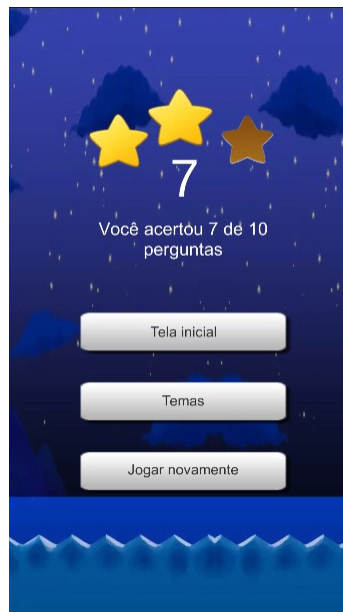 7
Você acertou 7 de 10
perguntas
Tela inicial
Temas
Jogar novamente